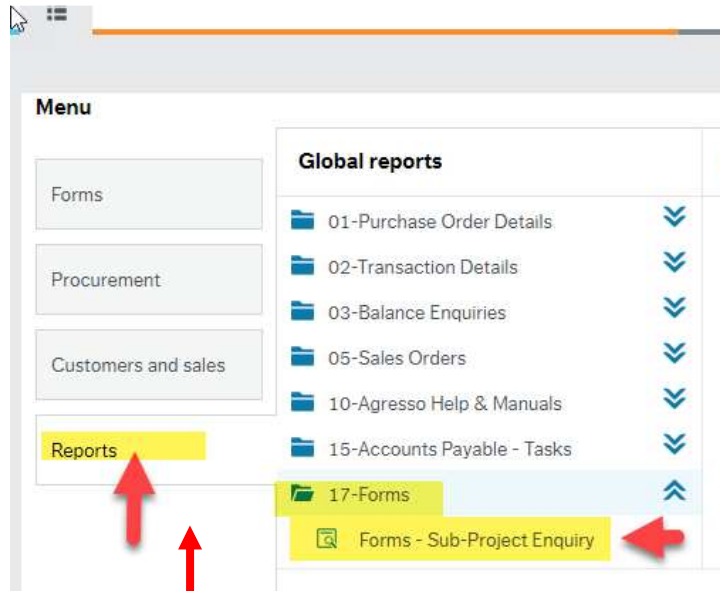 Menu
Forms
Procurement
Customers and sales
Reports
Global reports
01-Purchase Order Details
02-Transaction Details
03-Balance Enquiries
05-Sales Orders
10-Agresso Help & Manuals
15-Accounts Payable - Tasks
17-Forms
Forms - Sub-Project Enquiry